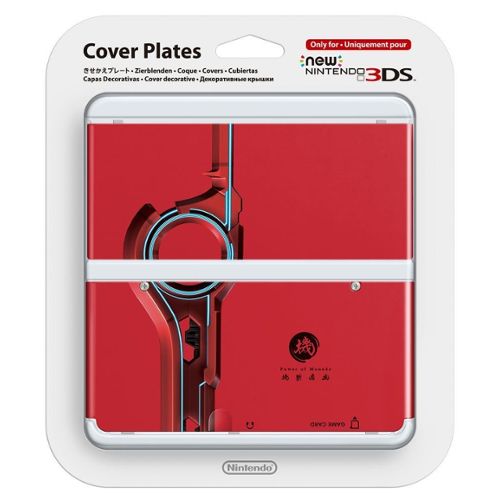 Cover Plates
きせかえプレート • Zierblenden • Coque • Covers • Cubiertas
Capas Decorativas • Cover decorative • Декоративные крышки
Only for • Uniquement pour
new
NINTENDO 3DS
機
Power of Monado
GAME CARD
Nintendo